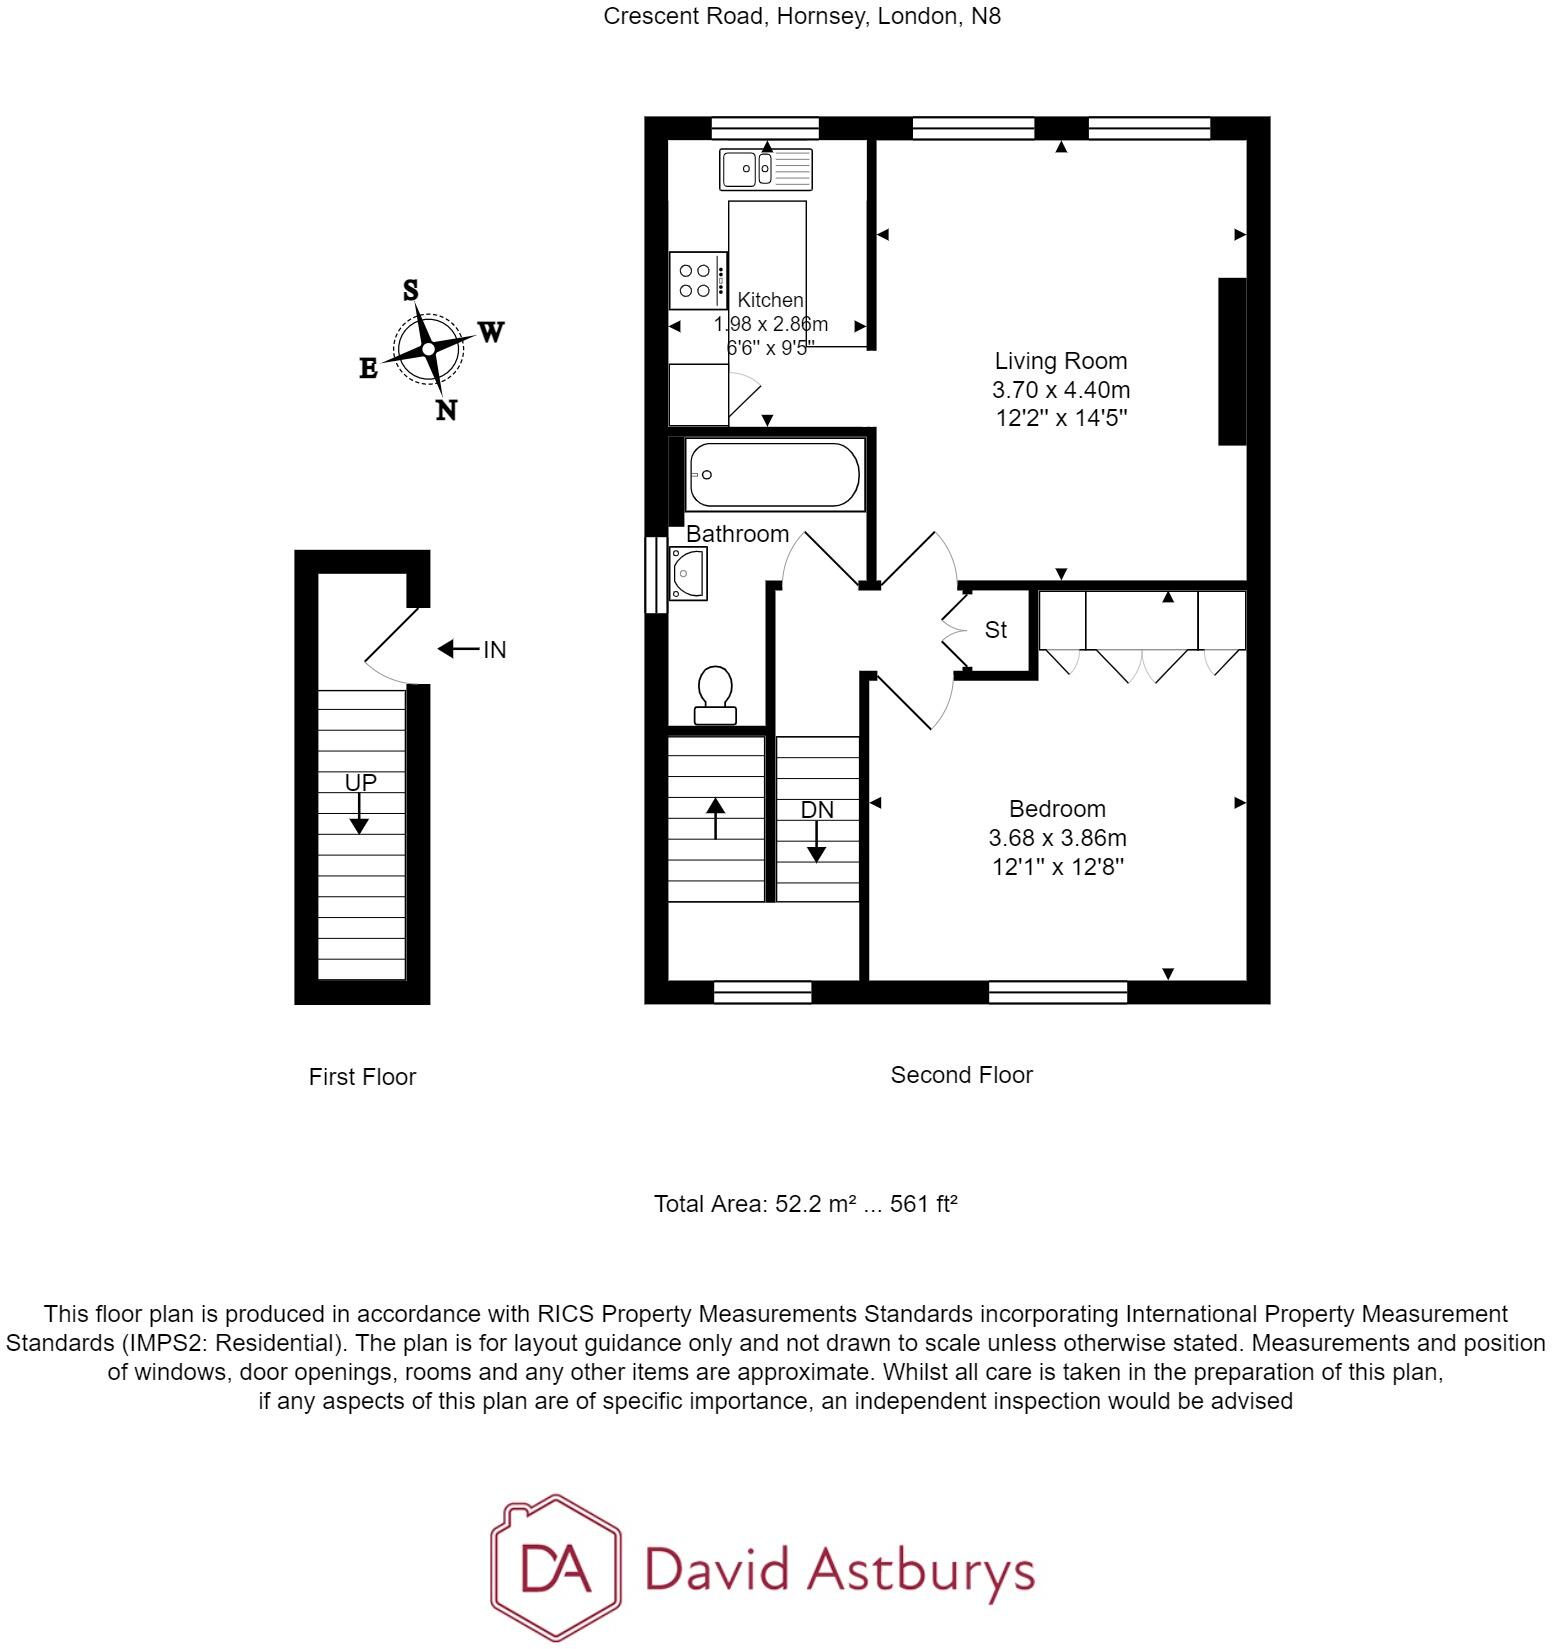 Crescent Road, Hornsey, London, N8
S
W
E
N
Kitchen
1.98 x 2.86m
6'6" x 9'5"
Living Room
3.70 x 4.40m
12'2" x 14'5"
Bathroom
St
IN
UP
DN
Bedroom
3.68 x 3.86m
12'1" x 12'8"
First Floor
Second Floor
Total Area: 52.2 m² ... 561 ft²
This floor plan is produced in accordance with RICS Property Measurements Standards incorporating International Property Measurement
Standards (IMPS2: Residential). The plan is for layout guidance only and not drawn to scale unless otherwise stated. Measurements and position
of windows, door openings, rooms and any other items are approximate. Whilst all care is taken in the preparation of this plan,
if any aspects of this plan are of specific importance, an independent inspection would be advised
DA
David Astburys